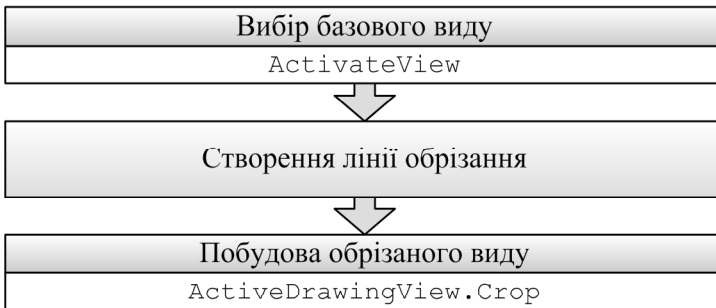 Вибір базового виду
ActivateView
Створення лінії обрізання
Побудова обрізаного виду
ActiveDrawingView.Crop